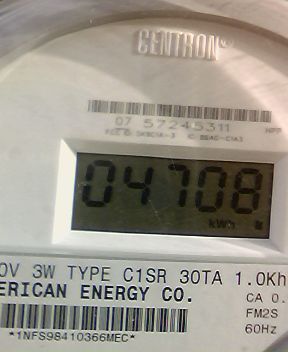 CENTRON
07 57245311
04708
kWh
0V 3W TYPE C1SR 30TA 1.0Kh
ERICAN ENERGY CO.
CA 0.
FM2S
60Hz
*1NFS98410366MEC*